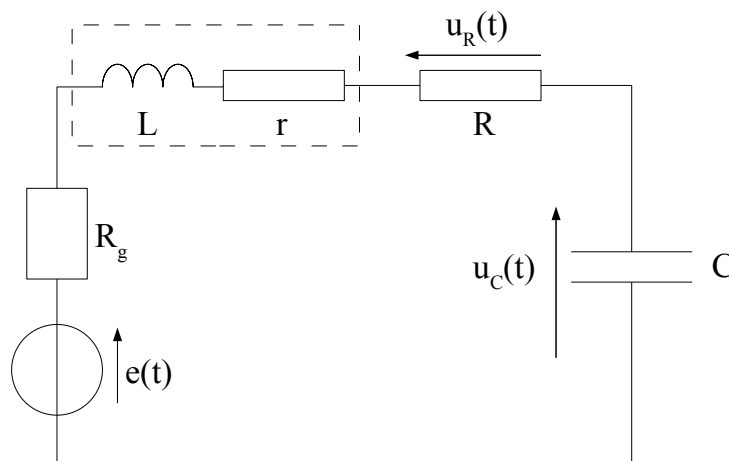 u_R(t)
L
r
R
R_g
u_C(t)
C
e(t)